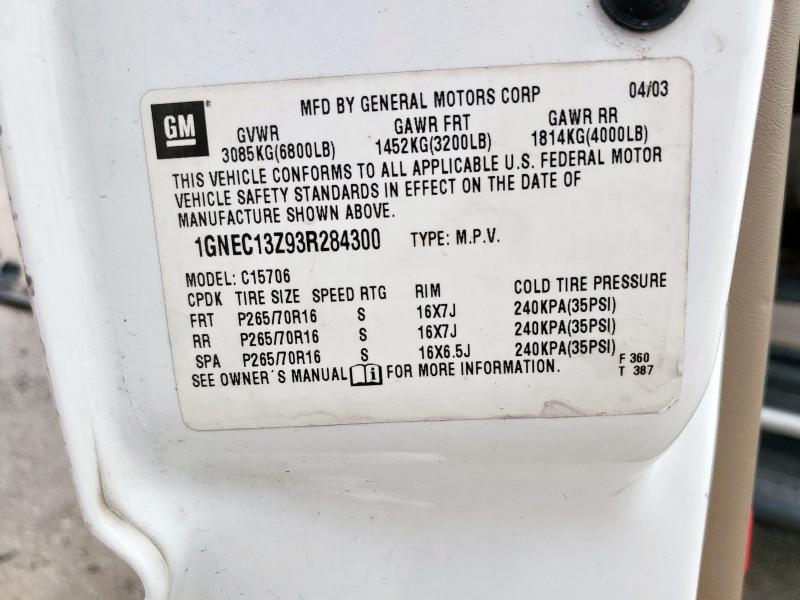 MFD BY GENERAL MOTORS CORP 04/03
GM®
GVWR GAWR FRT GAWR RR
3085KG(6800LB) 1452KG(3200LB) 1814KG(4000LB)
THIS VEHICLE CONFORMS TO ALL APPLICABLE U.S. FEDERAL MOTOR
VEHICLE SAFETY STANDARDS IN EFFECT ON THE DATE OF
MANUFACTURE SHOWN ABOVE.
1GNEC13Z93R284300 TYPE: M.P.V.
MODEL: C15706
CPDK TIRE SIZE SPEED RTG RIM COLD TIRE PRESSURE
FRT P265/70R16 S 16X7J 240KPA(35PSI)
RR P265/70R16 S 16X7J 240KPA(35PSI)
SPA P265/70R16 S 16X6.5J 240KPA(35PSI)
SEE OWNER'S MANUAL FOR MORE INFORMATION.
F 360
T 387